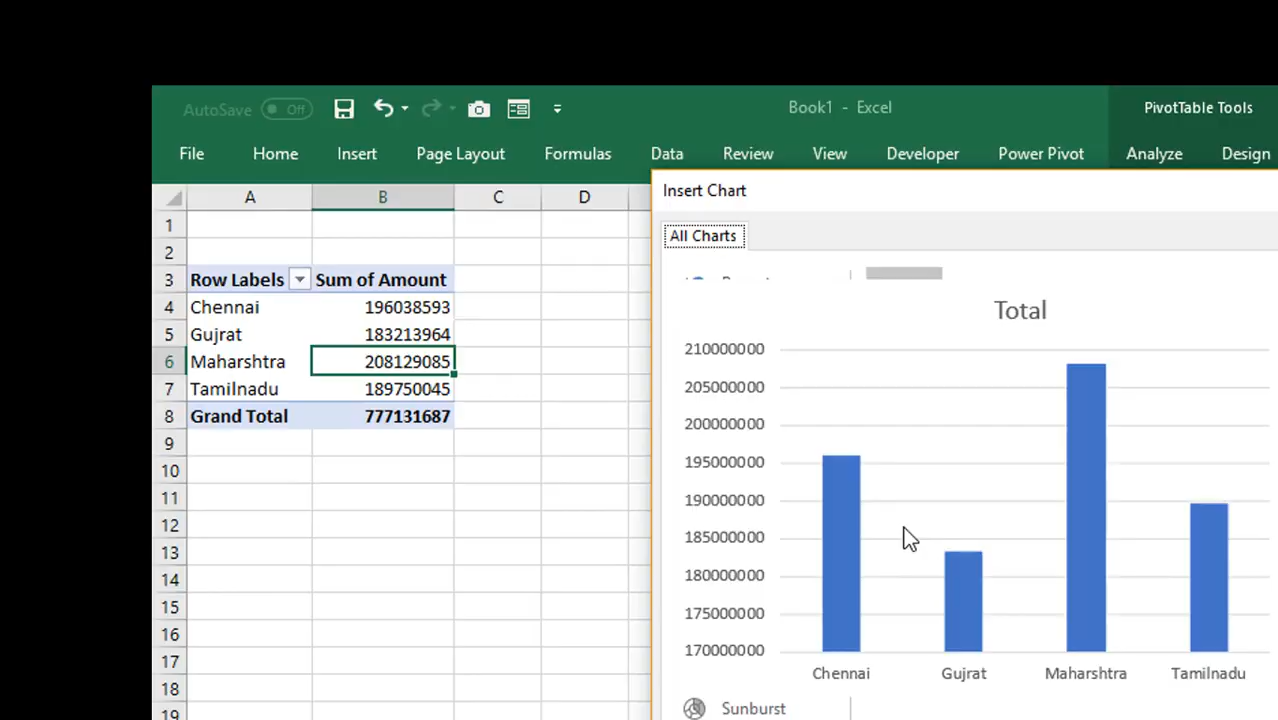 AutoSave Off
Book1 - Excel
PivotTable Tools
File Home Insert Page Layout Formulas Data Review View Developer Power Pivot Analyze Design
A B C D
1
2
3 Row Labels Sum of Amount
4 Chennai 196038593
5 Gujrat 183213964
6 Maharshtra 208129085
7 Tamilnadu 189750045
8 Grand Total 777131687
9
10
11
12
13
14
15
16
17
18
19
Insert Chart
All Charts
Total
210000000
205000000
200000000
195000000
190000000
185000000
180000000
175000000
170000000
Chennai Gujrat Maharshtra Tamilnadu
Sunburst